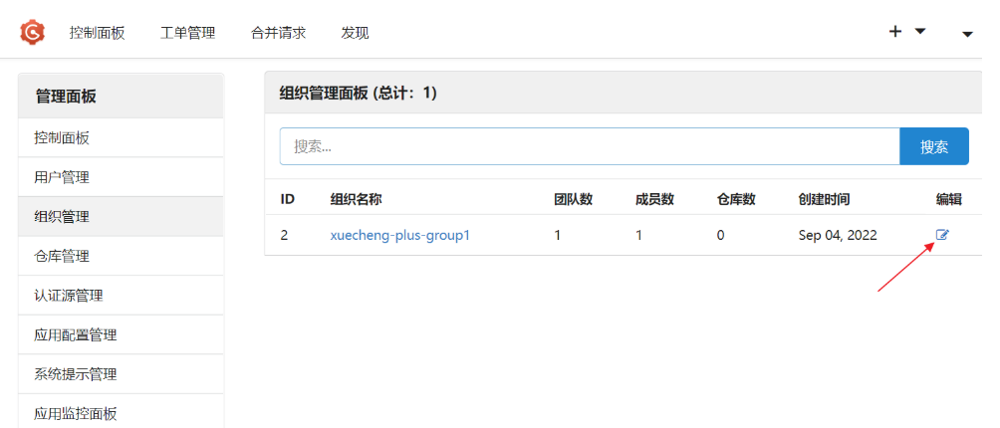 控制面板 工单管理 合并请求 发现
管理面板
控制面板
用户管理
组织管理
仓库管理
认证源管理
应用配置管理
系统提示管理
应用监控面板
组织管理面板 (总计：1)
搜索... 搜索
ID 组织名称 团队数 成员数 仓库数 创建时间 编辑
2 xuecheng-plus-group1 1 1 0 Sep 04, 2022